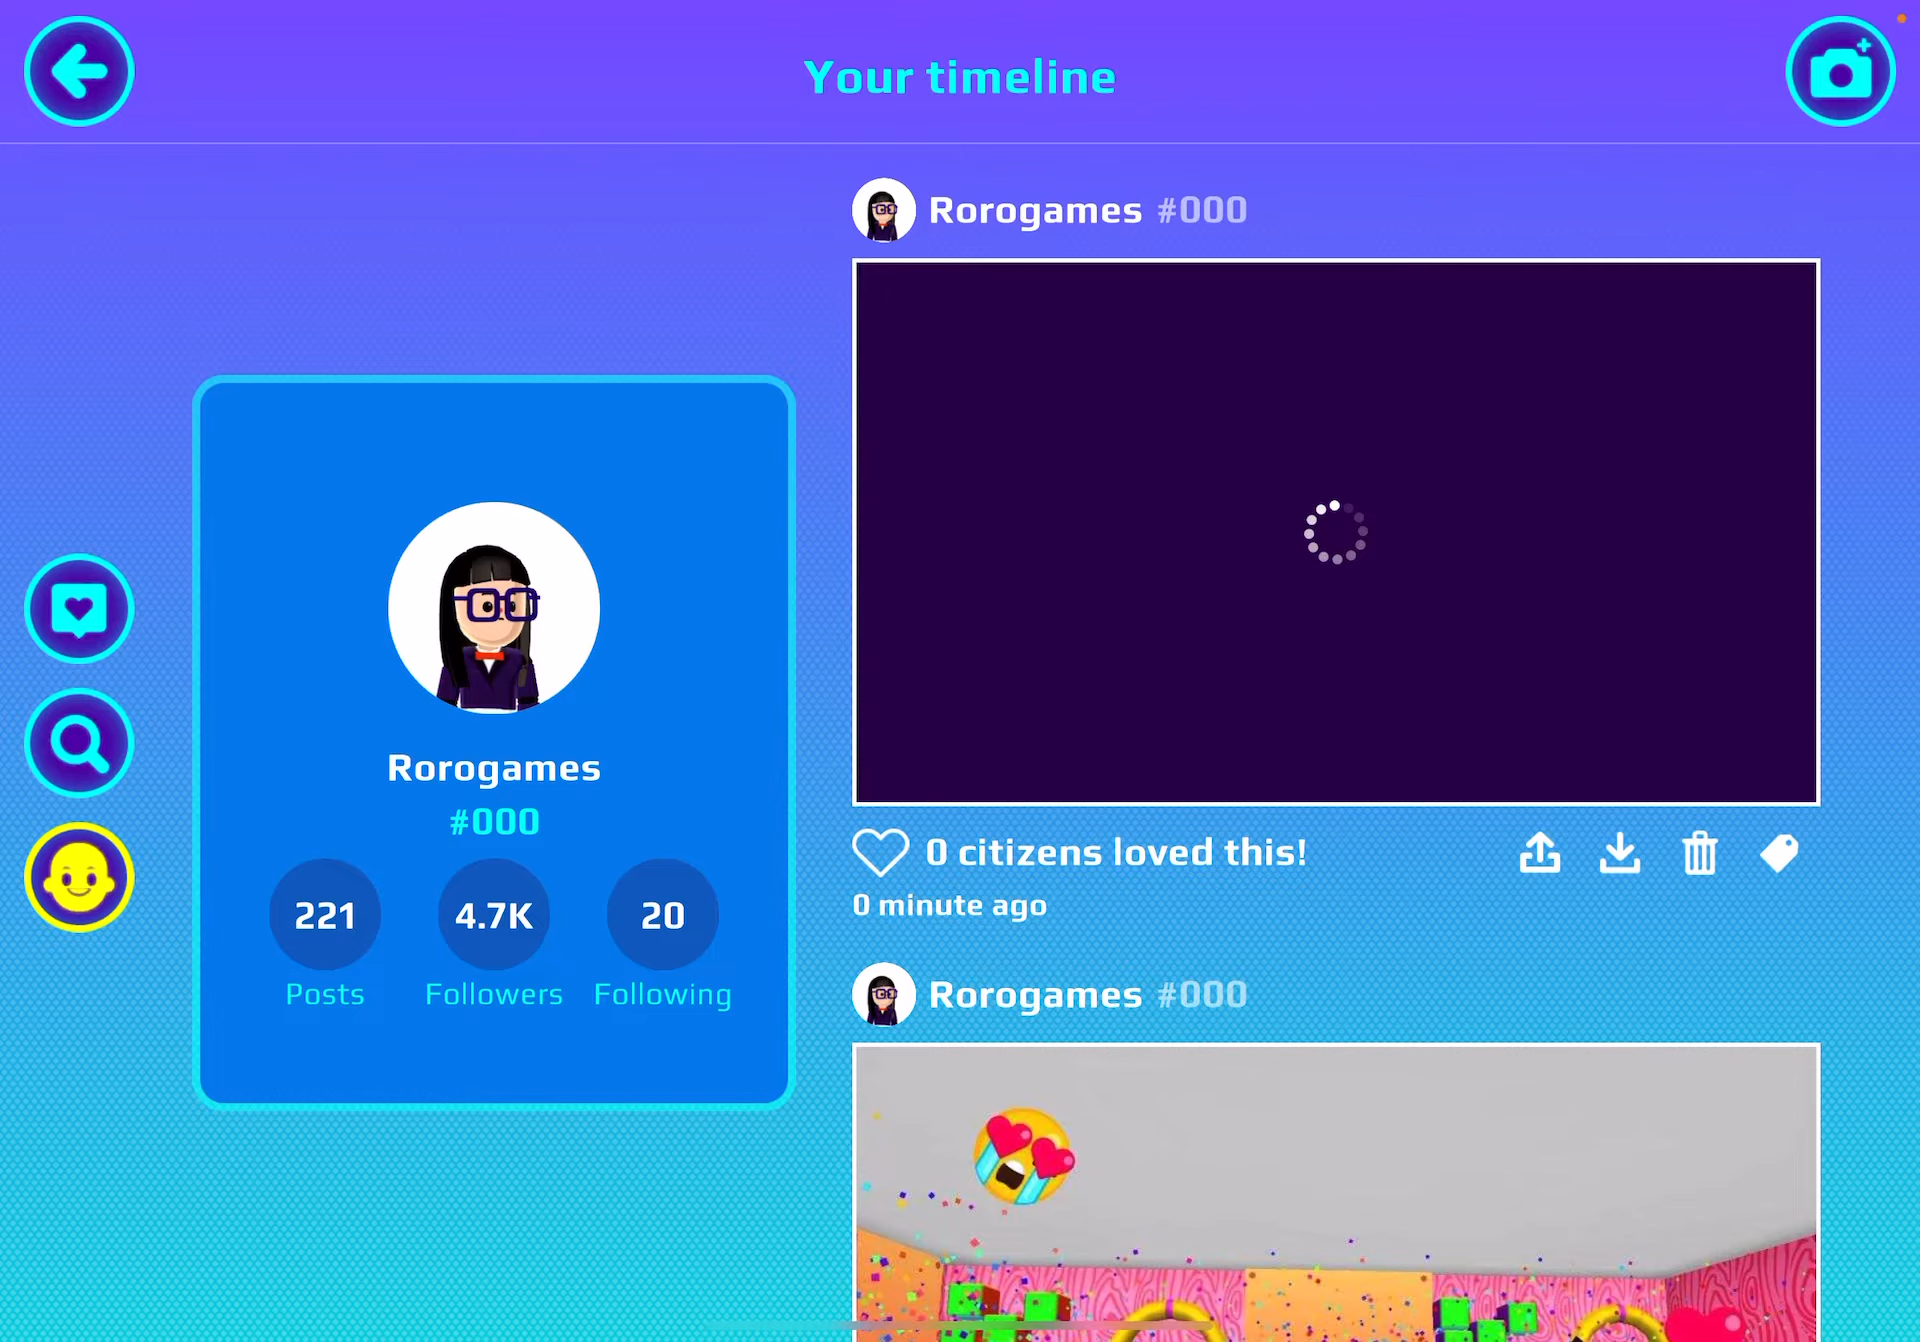 Your timeline
Rorogames #000
Rorogames
#000
221
4.7K
20
Posts
Followers
Following
0 citizens loved this!
0 minute ago
Rorogames #000